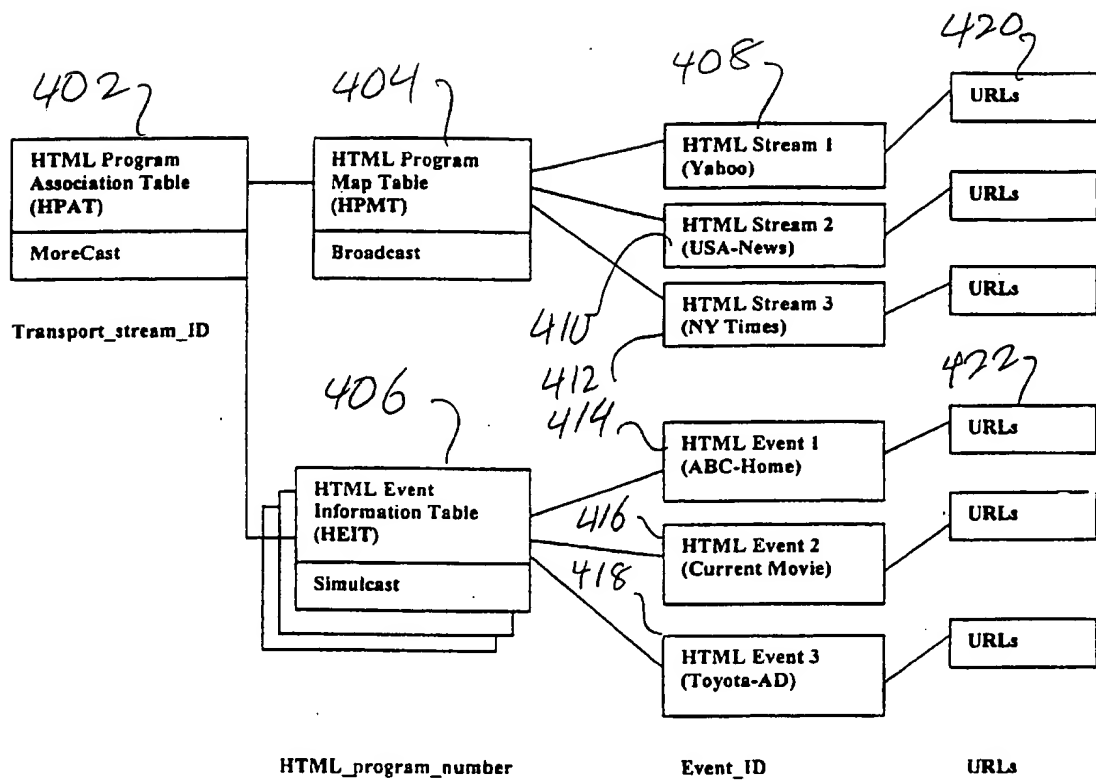 402
404
408
420
HTML Program
Association Table
(HPAT)
MoreCast
Transport_stream_ID
HTML Program
Map Table
(HPMT)
Broadcast
HTML Stream 1
(Yahoo)
URLs
HTML Stream 2
(USA-News)
URLs
410
HTML Stream 3
(NY Times)
URLs
412
406
414
422
HTML Event
Information Table
(HEIT)
Simulcast
HTML Event 1
(ABC-Home)
URLs
416
HTML Event 2
(Current Movie)
URLs
418
HTML Event 3
(Toyota-AD)
URLs
HTML_program_number
Event_ID
URLs